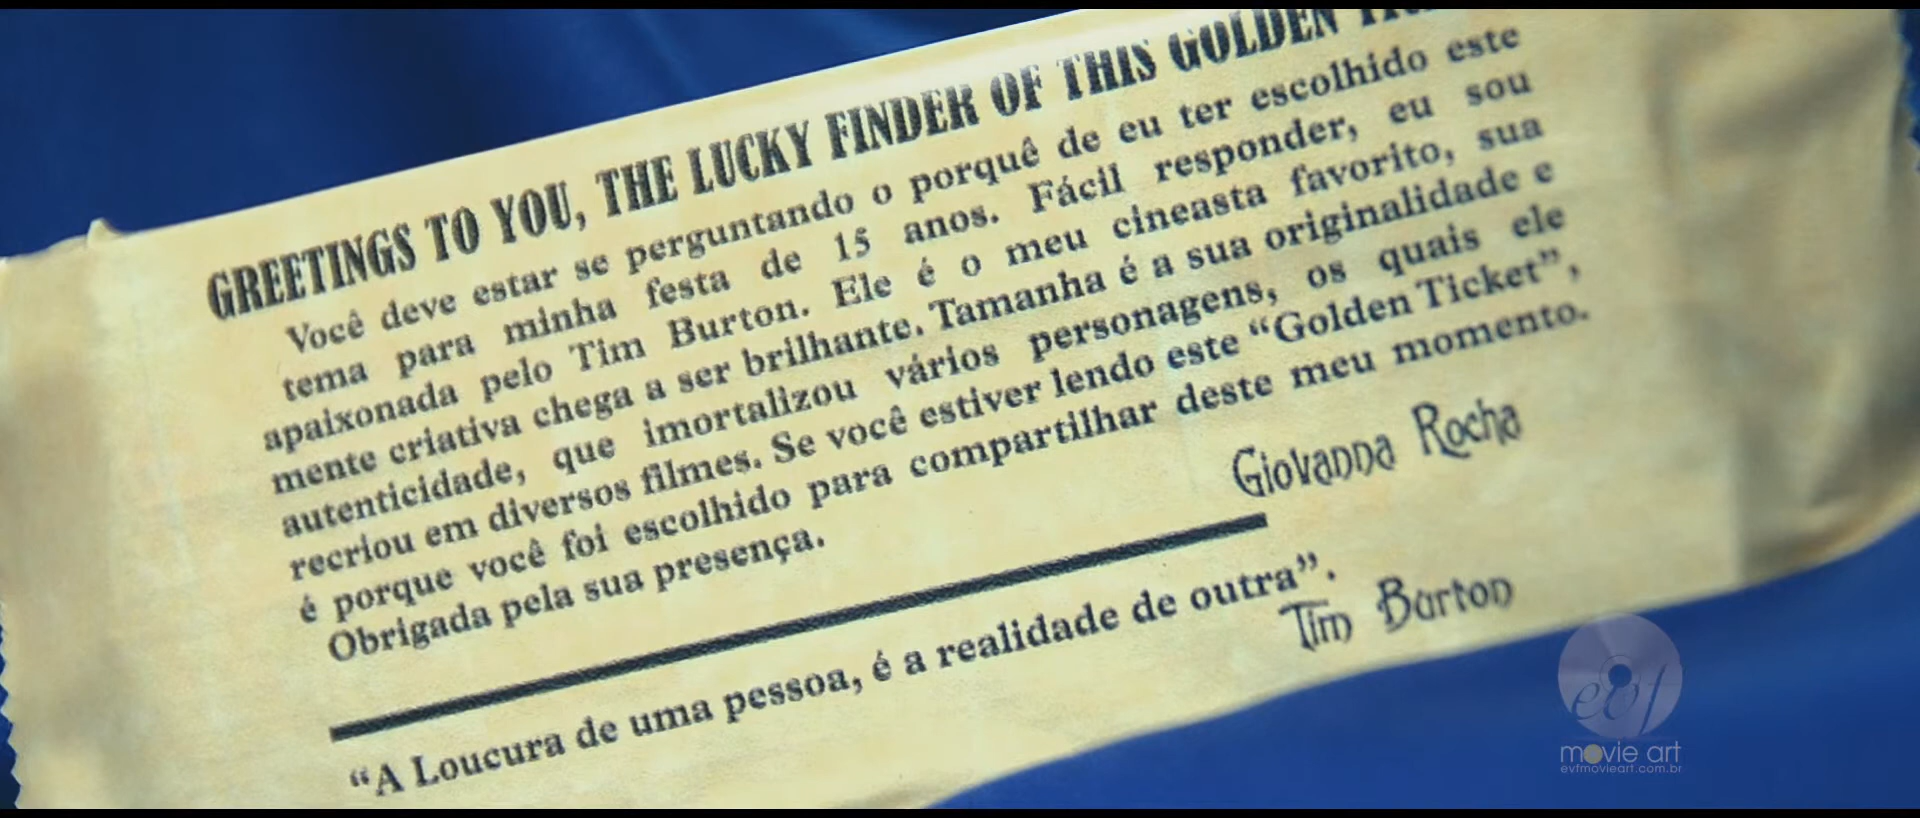 GREETINGS TO YOU, THE LUCKY FINDER OF THIS GOLDEN
Você deve estar se perguntando o porquê de eu ter escolhido este
tema para minha festa de 15 anos. Fácil responder, eu sou
apaixonada pelo Tim Burton. Ele é o meu cineasta favorito, sua
mente criativa chega a ser brilhante. Tamanha é a sua originalidade e
autenticidade, que imortalizou vários personagens, os quais ele
recriou em diversos filmes. Se você estiver lendo este “Golden Ticket”,
é porque você foi escolhido para compartilhar deste meu momento.
Obrigada pela sua presença.
Giovanna Rocha
“A Loucura de uma pessoa, é a realidade de outra”.
Tim Burton
evf
movie art
evfmovieart.com.br